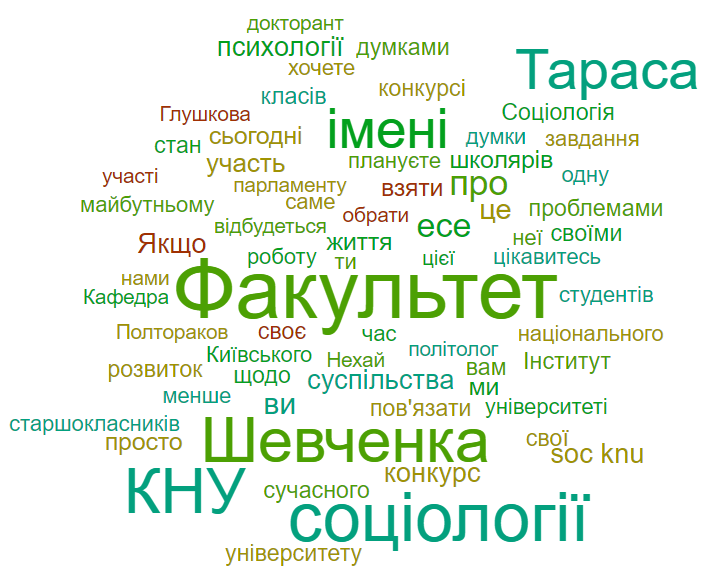 докторант
психології думками
хочете
Тараса
класів
конкурсі
Глушкова
імені
Соціологія
стан
сьогодні
думки
завдання
участь
плануєте
школярів
участі
парламенту
взяти
про
одну
майбутньому
саме
обрати
есе
це
проблемами
відбудеться
Якщо
життя
неї
своїми
роботу
ти
цієї
цікавитесь
нами
Факультет
Кафедра
студентів
Полтораков
своє
час
національного
Київського
Нехай
політолог
Інститут
розвиток
щодо
суспільства
вам
менше
ми
ви
пов'язати
університеті
старшокласників
просто
Шевченка
свої
soc knu
КНУ
конкурс
сучасного
соціології
університету